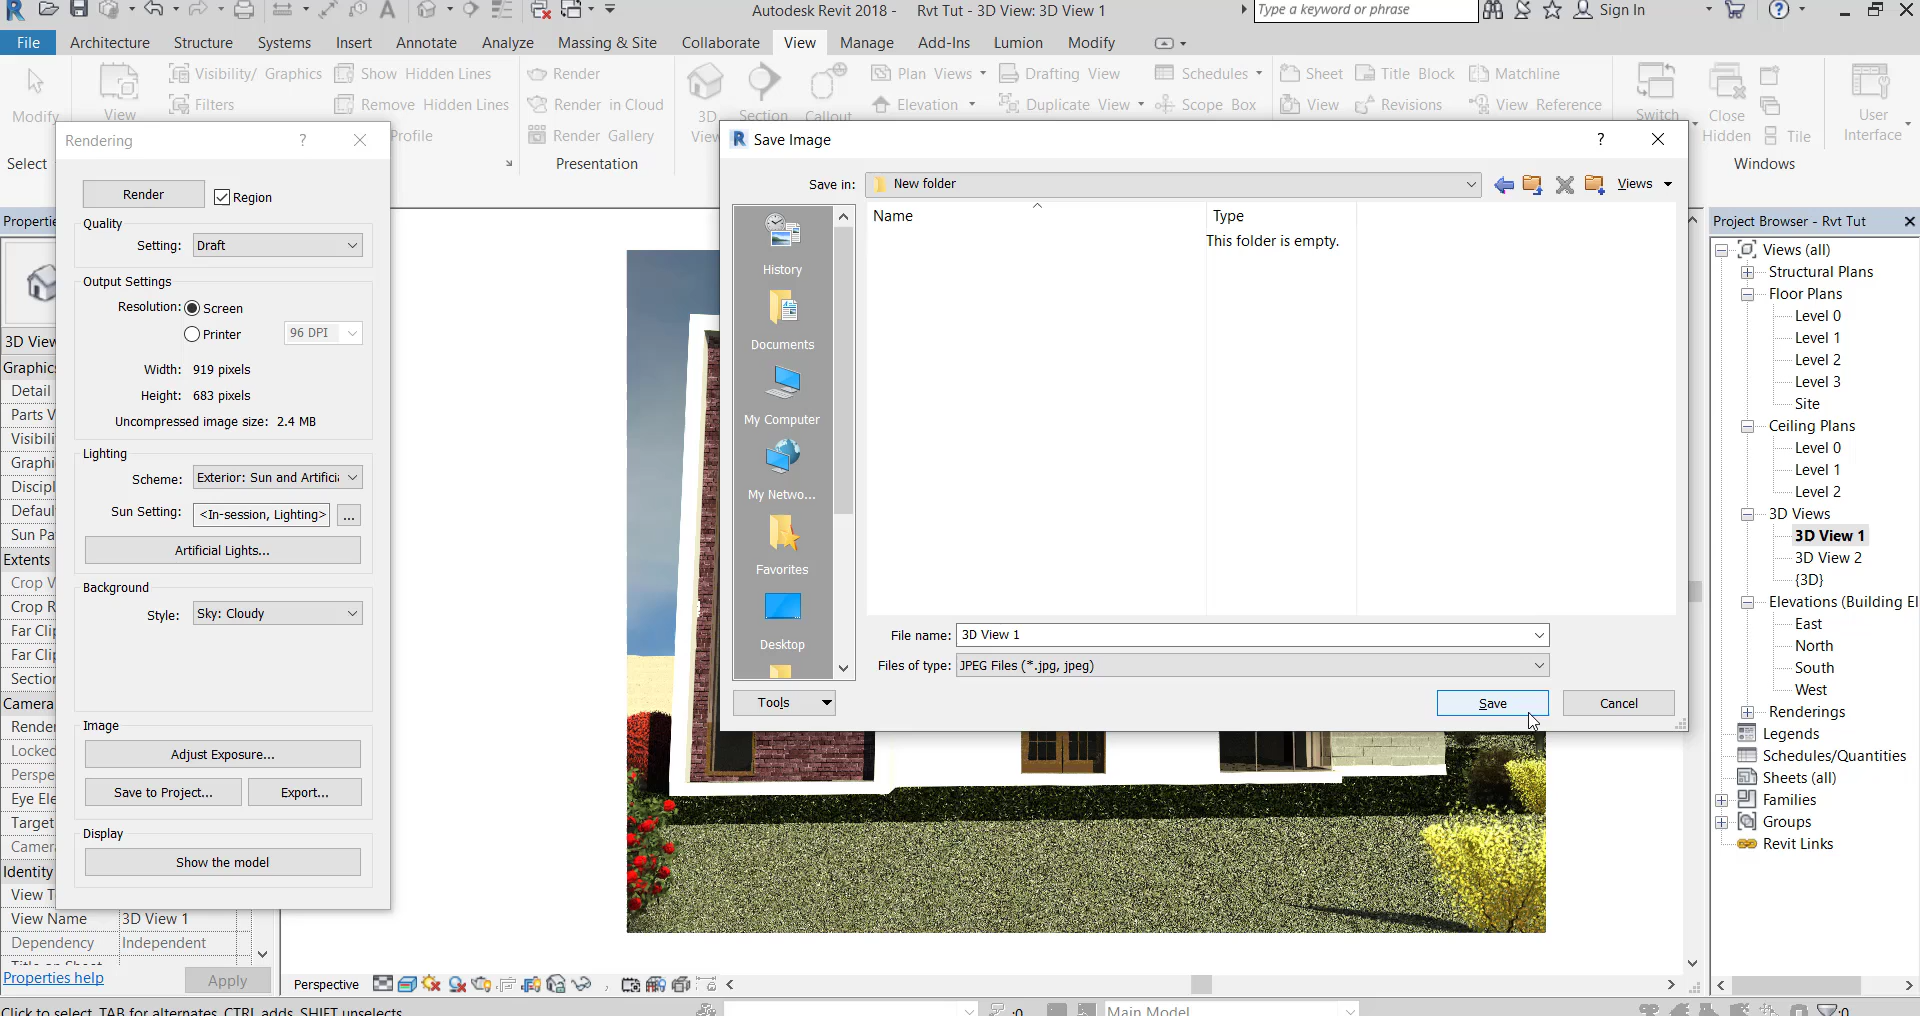 Autodesk Revit 2018 - Rvt Tut - 3D View: 3D View 1
Type a keyword or phrase
Sign In
File Architecture Structure Systems Insert Annotate Analyze Massing & Site Collaborate View Manage Add-Ins Lumion Modify
Visibility/ Graphics Show Hidden Lines Render Plan Views Drafting View Schedules Sheet Title Block Matchline
Filters Remove Hidden Lines Render in Cloud Elevation Duplicate View Scope Box View Revisions View Reference
Modify View 3D Section Callout Switch Close User
Profile Render Gallery View Hidden Tile Interface
Select Presentation Windows
Rendering ?
Render Region
Quality
Setting: Draft
Output Settings
Resolution: Screen
Printer 96 DPI
Width: 919 pixels
Height: 683 pixels
Uncompressed image size: 2.4 MB
Lighting
Scheme: Exterior: Sun and Artifici
Sun Setting: <In-session, Lighting> ...
Artificial Lights...
Background
Style: Sky: Cloudy
Image
Adjust Exposure...
Save to Project... Export...
Display
Show the model
Propertie
3D View
Graphics
Detail
Parts V
Visibili
Graphi
Discipl
Defaul
Sun Pa
Extents
Crop V
Crop R
Far Clip
Far Clip
Section
Camera
Render
Locked
Perspe
Eye Ele
Target
Camera
Identity
View T
View Name 3D View 1
Dependency Independent
Properties help Apply
R Save Image ?
Save in: New folder Views
Name Type
This folder is empty.
History
Documents
My Computer
My Netwo...
Favorites
Desktop
File name: 3D View 1
Files of type: JPEG Files (*.jpg, jpeg)
Tools Save Cancel
Project Browser - Rvt Tut
Views (all)
Structural Plans
Floor Plans
Level 0
Level 1
Level 2
Level 3
Site
Ceiling Plans
Level 0
Level 1
Level 2
3D Views
3D View 1
3D View 2
{3D}
Elevations (Building El
East
North
South
West
Renderings
Legends
Schedules/Quantities
Sheets (all)
Families
Groups
Revit Links
Perspective
Click to select, TAB for alternates, CTRL adds, SHIFT unselects.
:0 Main Model :0